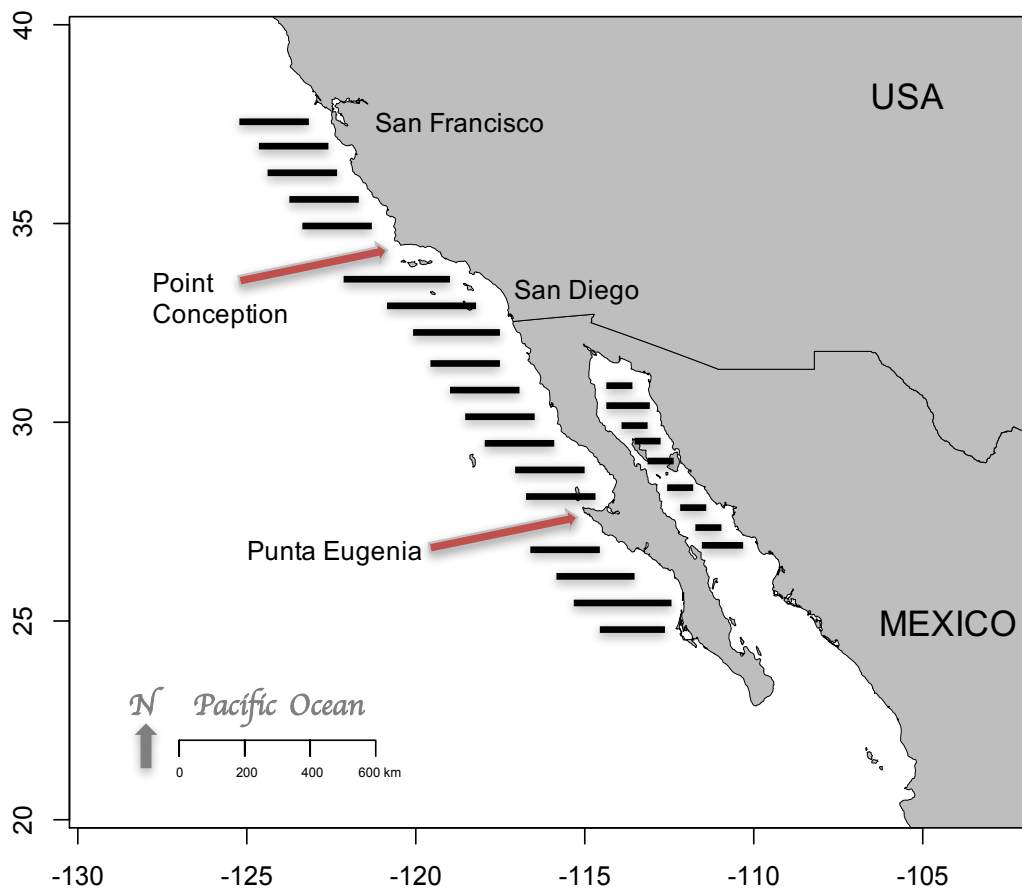 40
USA
San Francisco
35
Point
Conception
San Diego
30
Punta Eugenia
25
MEXICO
N Pacific Ocean
0 200 400 600 km
20
-130 -125 -120 -115 -110 -105